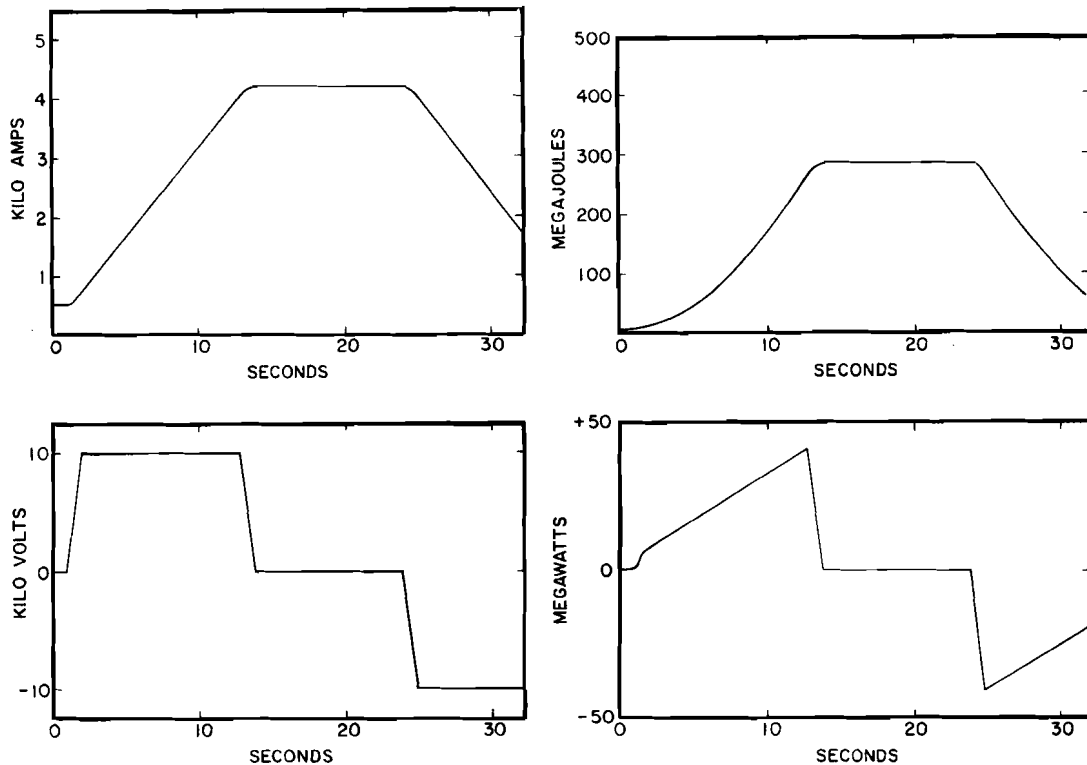 KILO AMPS
5
4
3
2
1
0 10 20 30
SECONDS
MEGAJOULES
500
400
300
200
100
0 10 20 30
SECONDS
KILO VOLTS
10
0
-10
0 10 20 30
SECONDS
MEGAWATTS
+50
0
-50
0 10 20 30
SECONDS